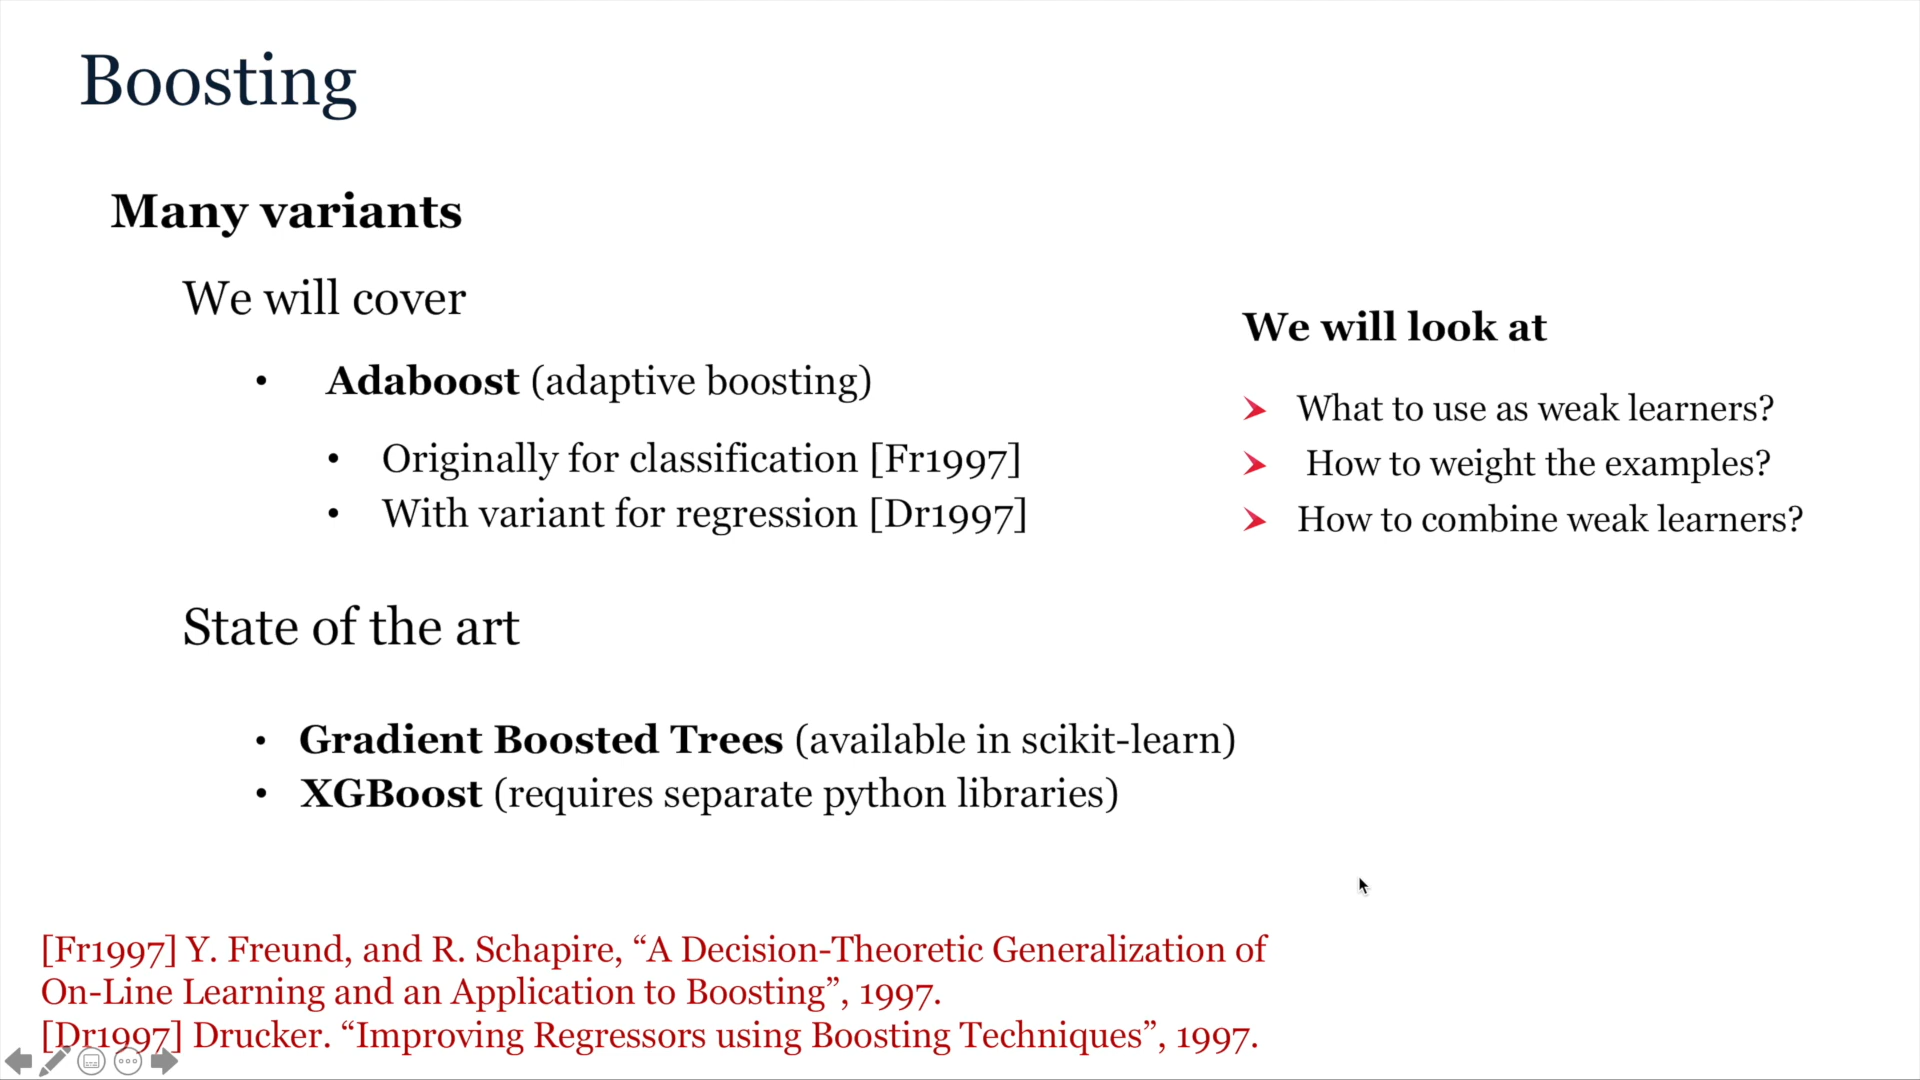 Boosting
Many variants
We will cover
• Adaboost (adaptive boosting)
• Originally for classification [Fr1997]
• With variant for regression [Dr1997]
State of the art
• Gradient Boosted Trees (available in scikit-learn)
• XGBoost (requires separate python libraries)
We will look at
➤ What to use as weak learners?
➤ How to weight the examples?
➤ How to combine weak learners?
[Fr1997] Y. Freund, and R. Schapire, “A Decision-Theoretic Generalization of
On-Line Learning and an Application to Boosting”, 1997.
[Dr1997] Drucker. “Improving Regressors using Boosting Techniques”, 1997.